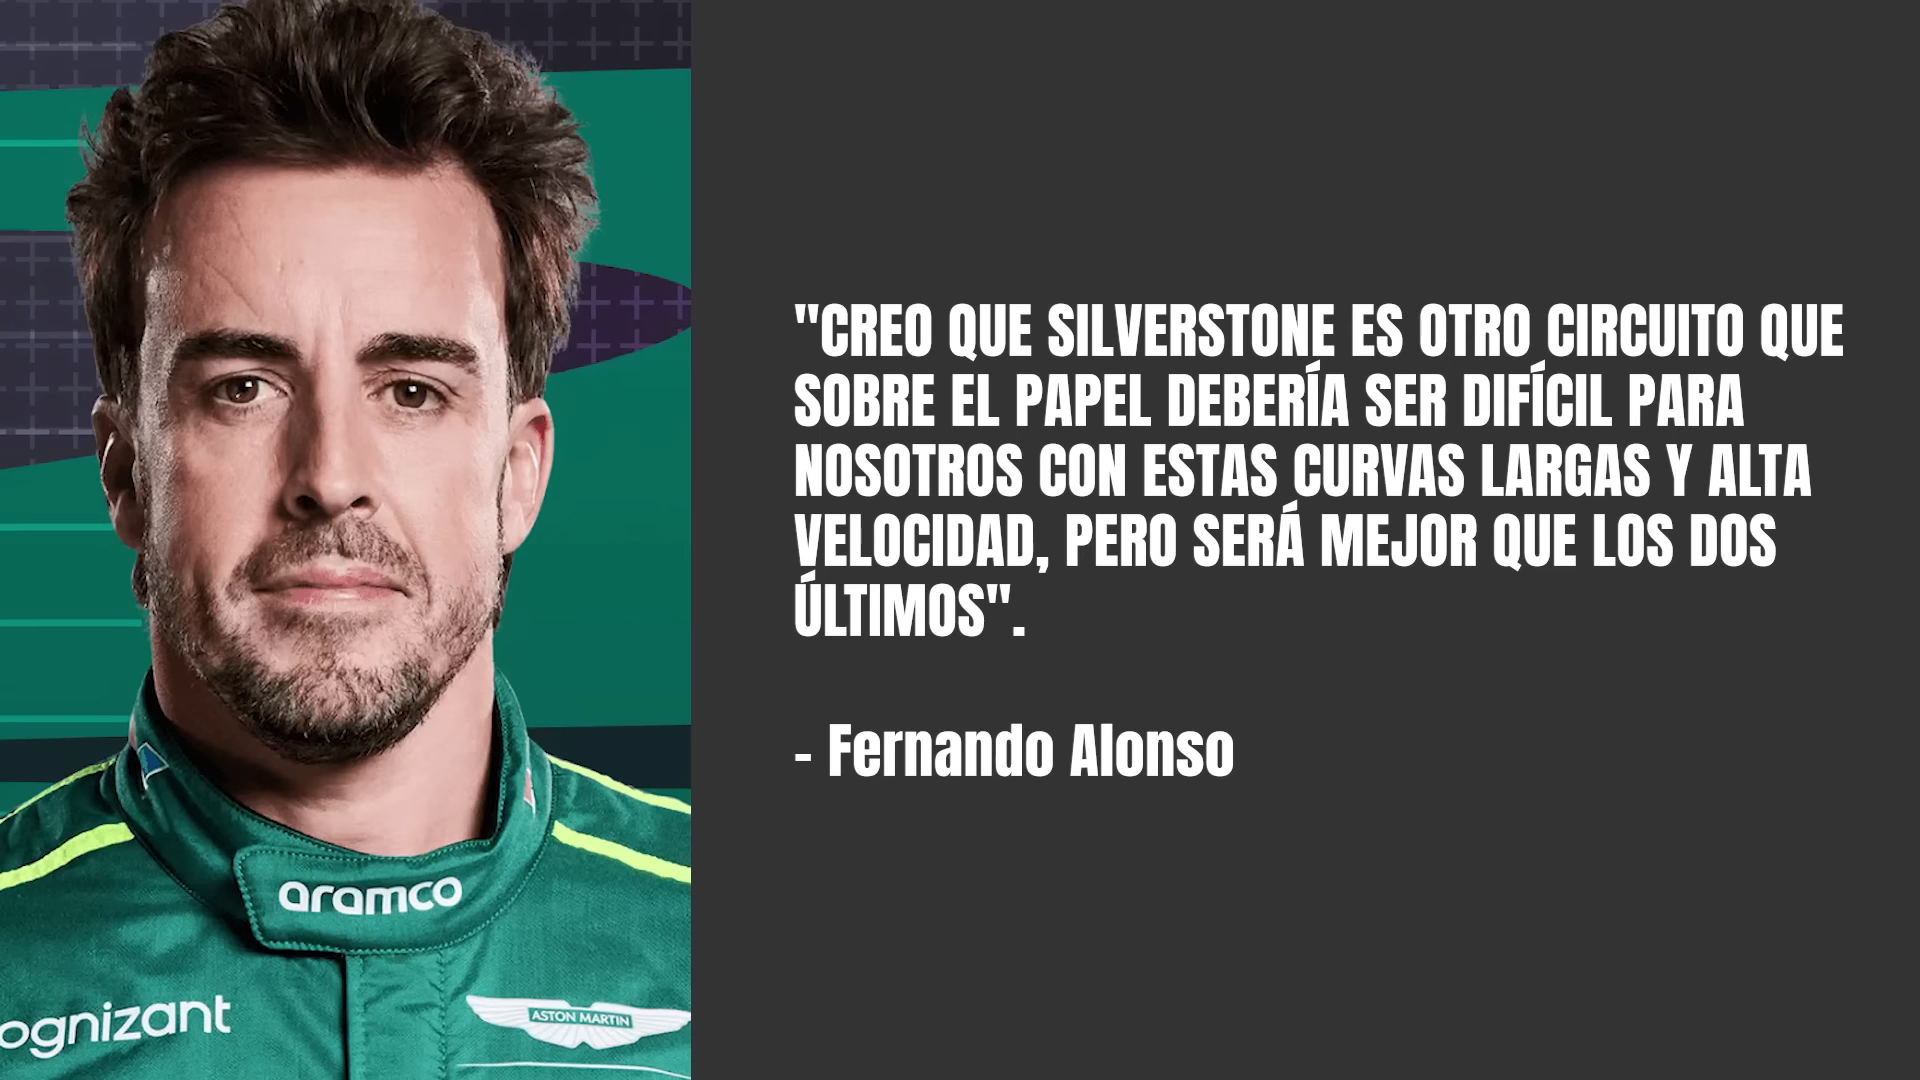 "CREO QUE SILVERSTONE ES OTRO CIRCUITO QUE
SOBRE EL PAPEL DEBERÍA SER DIFÍCIL PARA
NOSOTROS CON ESTAS CURVAS LARGAS Y ALTA
VELOCIDAD, PERO SERÁ MEJOR QUE LOS DOS
ÚLTIMOS".
- Fernando Alonso
aramco
ognizant
ASTON MARTIN